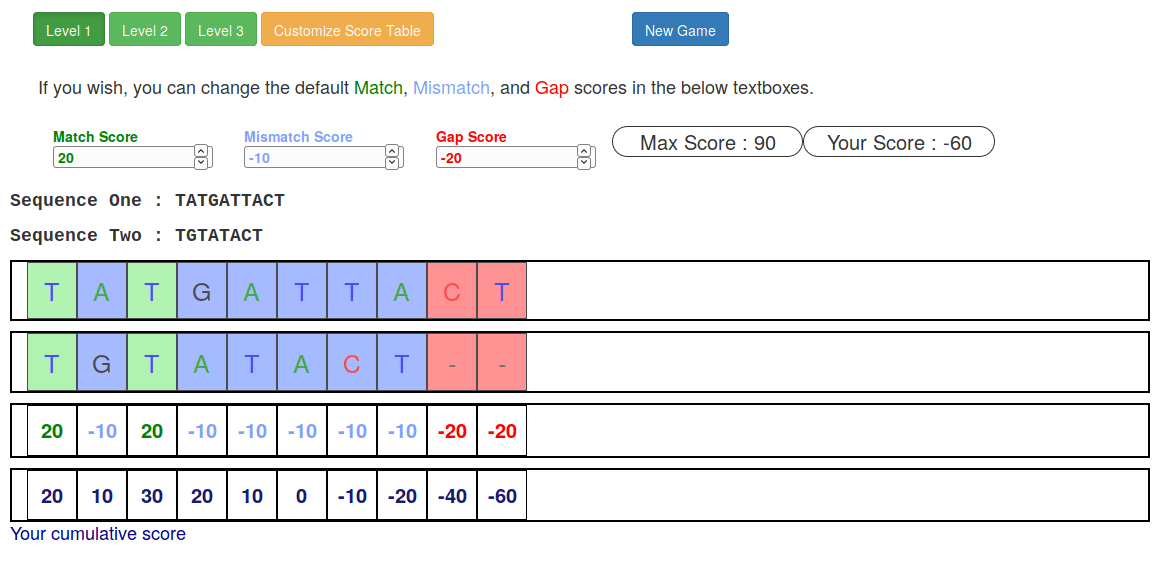 Level 1 Level 2 Level 3 Customize Score Table New Game
If you wish, you can change the default Match, Mismatch, and Gap scores in the below textboxes.
Match Score Mismatch Score Gap Score
20 -10 -20 Max Score : 90 Your Score : -60
Sequence One : TATGATTACT
Sequence Two : TGTATACT
T A T G A T T A C T
T G T A T A C T - -
20 -10 20 -10 -10 -10 -10 -10 -20 -20
20 10 30 20 10 0 -10 -20 -40 -60
Your cumulative score